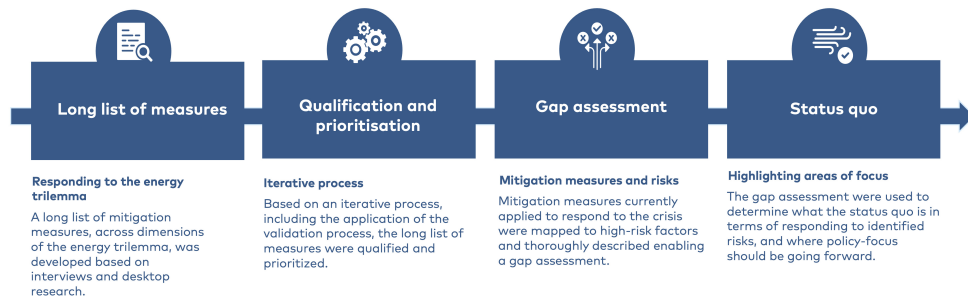 Long list of measures
Qualification and
prioritisation
Gap assessment
Status quo
Responding to the energy
trilemma
A long list of mitigation
measures, across dimensions
of the energy trilemma, was
developed based on
interviews and desktop
research.
Iterative process
Based on an iterative process,
including the application of the
validation process, the long list of
measures were qualified and
prioritized.
Mitigation measures and risks
Mitigation measures currently
applied to respond to the crisis
were mapped to high-risk factors
and thoroughly described enabling
a gap assessment.
Highlighting areas of focus
The gap assessment were used to
determine what the status quo is in
terms of responding to identified
risks, and where policy-focus
should be going forward.